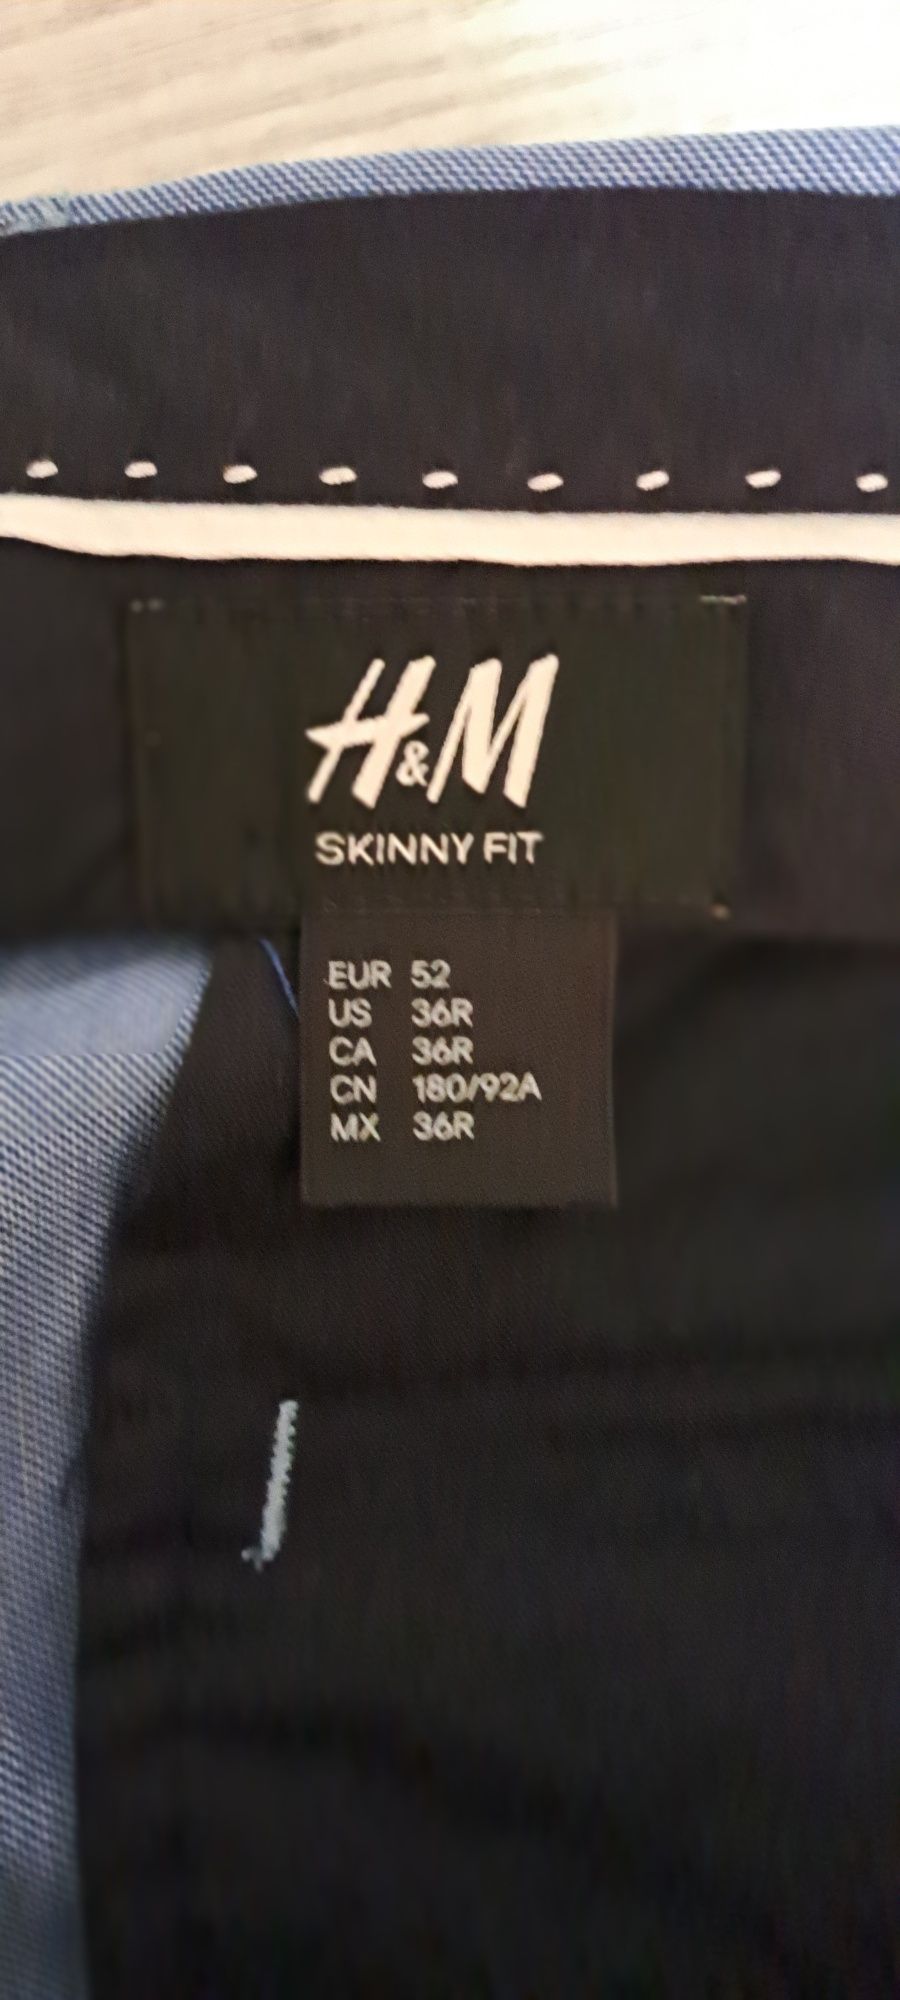 H&M
SKINNY FIT
EUR 52
US 36R
CA 36R
CN 180/92A
MX 36R